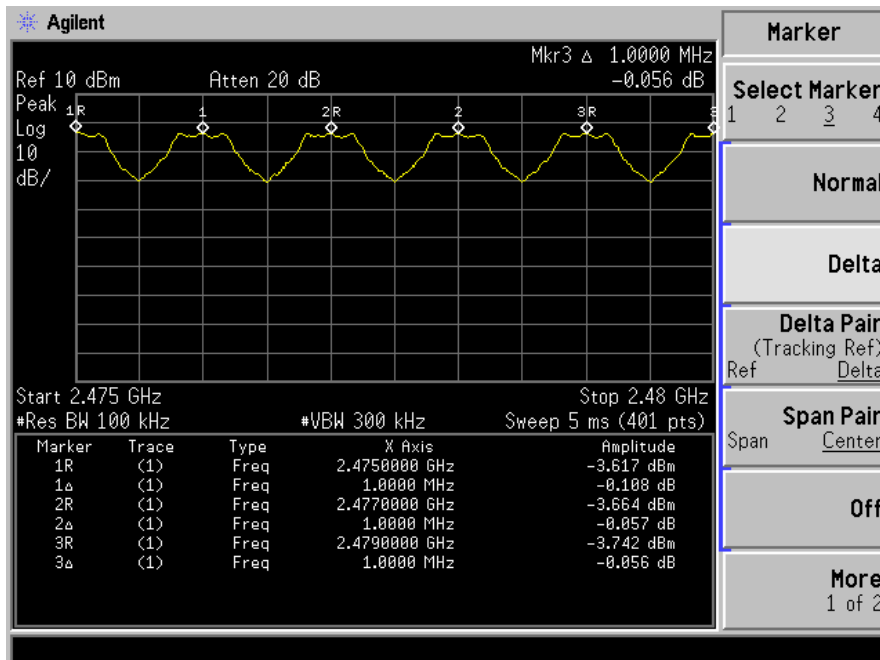 Agilent
Mkr3 Δ 1.0000 MHz
Ref 10 dBm Atten 20 dB -0.056 dB
Peak
Log
10
dB/
1R 1 2R 2 3R 3
Start 2.475 GHz Stop 2.48 GHz
#Res BW 100 kHz #VBW 300 kHz Sweep 5 ms (401 pts)
Marker Trace Type X Axis Amplitude
1R (1) Freq 2.4750000 GHz -3.617 dBm
1Δ (1) Freq 1.0000 MHz -0.108 dB
2R (1) Freq 2.4770000 GHz -3.664 dBm
2Δ (1) Freq 1.0000 MHz -0.057 dB
3R (1) Freq 2.4790000 GHz -3.742 dBm
3Δ (1) Freq 1.0000 MHz -0.056 dB
Marker
Select Marker
1 2 3 4
Normal
Delta
Delta Pair
(Tracking Ref)
Ref Delta
Span Pair
Span Center
Off
More
1 of 2